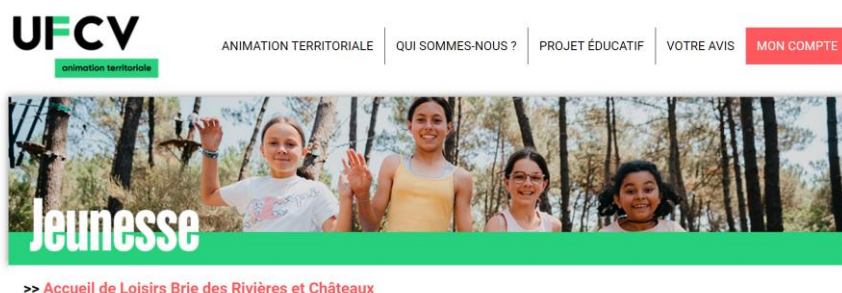 UFCV
animation territoriale
ANIMATION TERRITORIALE
QUI SOMMES-NOUS ?
PROJET ÉDUCATIF
VOTRE AVIS
MON COMPTE
Jeunesse
>> Accueil de Loisirs Brie des Rivières et Châteaux